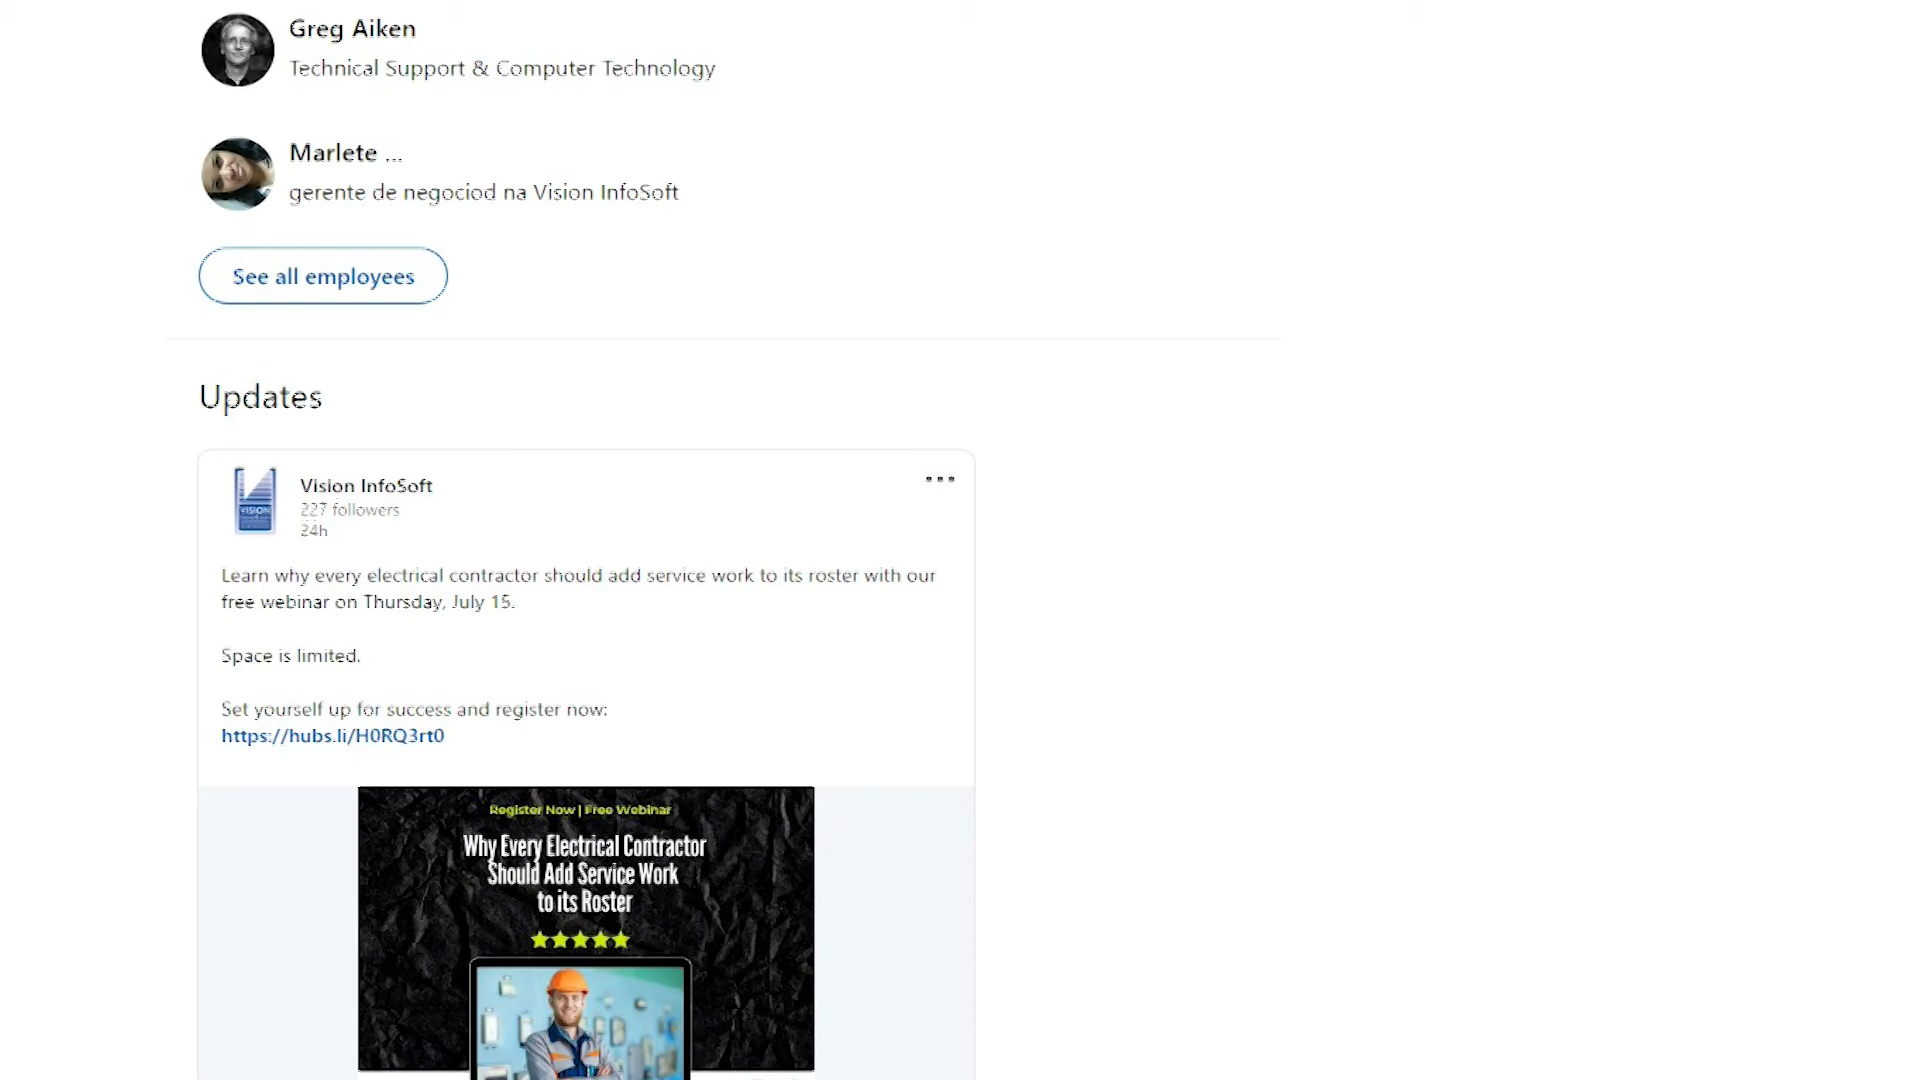 Greg Aiken
Technical Support & Computer Technology
Marlete ...
gerente de negociod na Vision InfoSoft
See all employees
Updates
VISION
Vision InfoSoft
227 followers
24h
Learn why every electrical contractor should add service work to its roster with our
free webinar on Thursday, July 15.
Space is limited.
Set yourself up for success and register now:
https://hubs.li/H0RQ3rt0
Register Now | Free Webinar
Why Every Electrical Contractor
Should Add Service Work
to its Roster